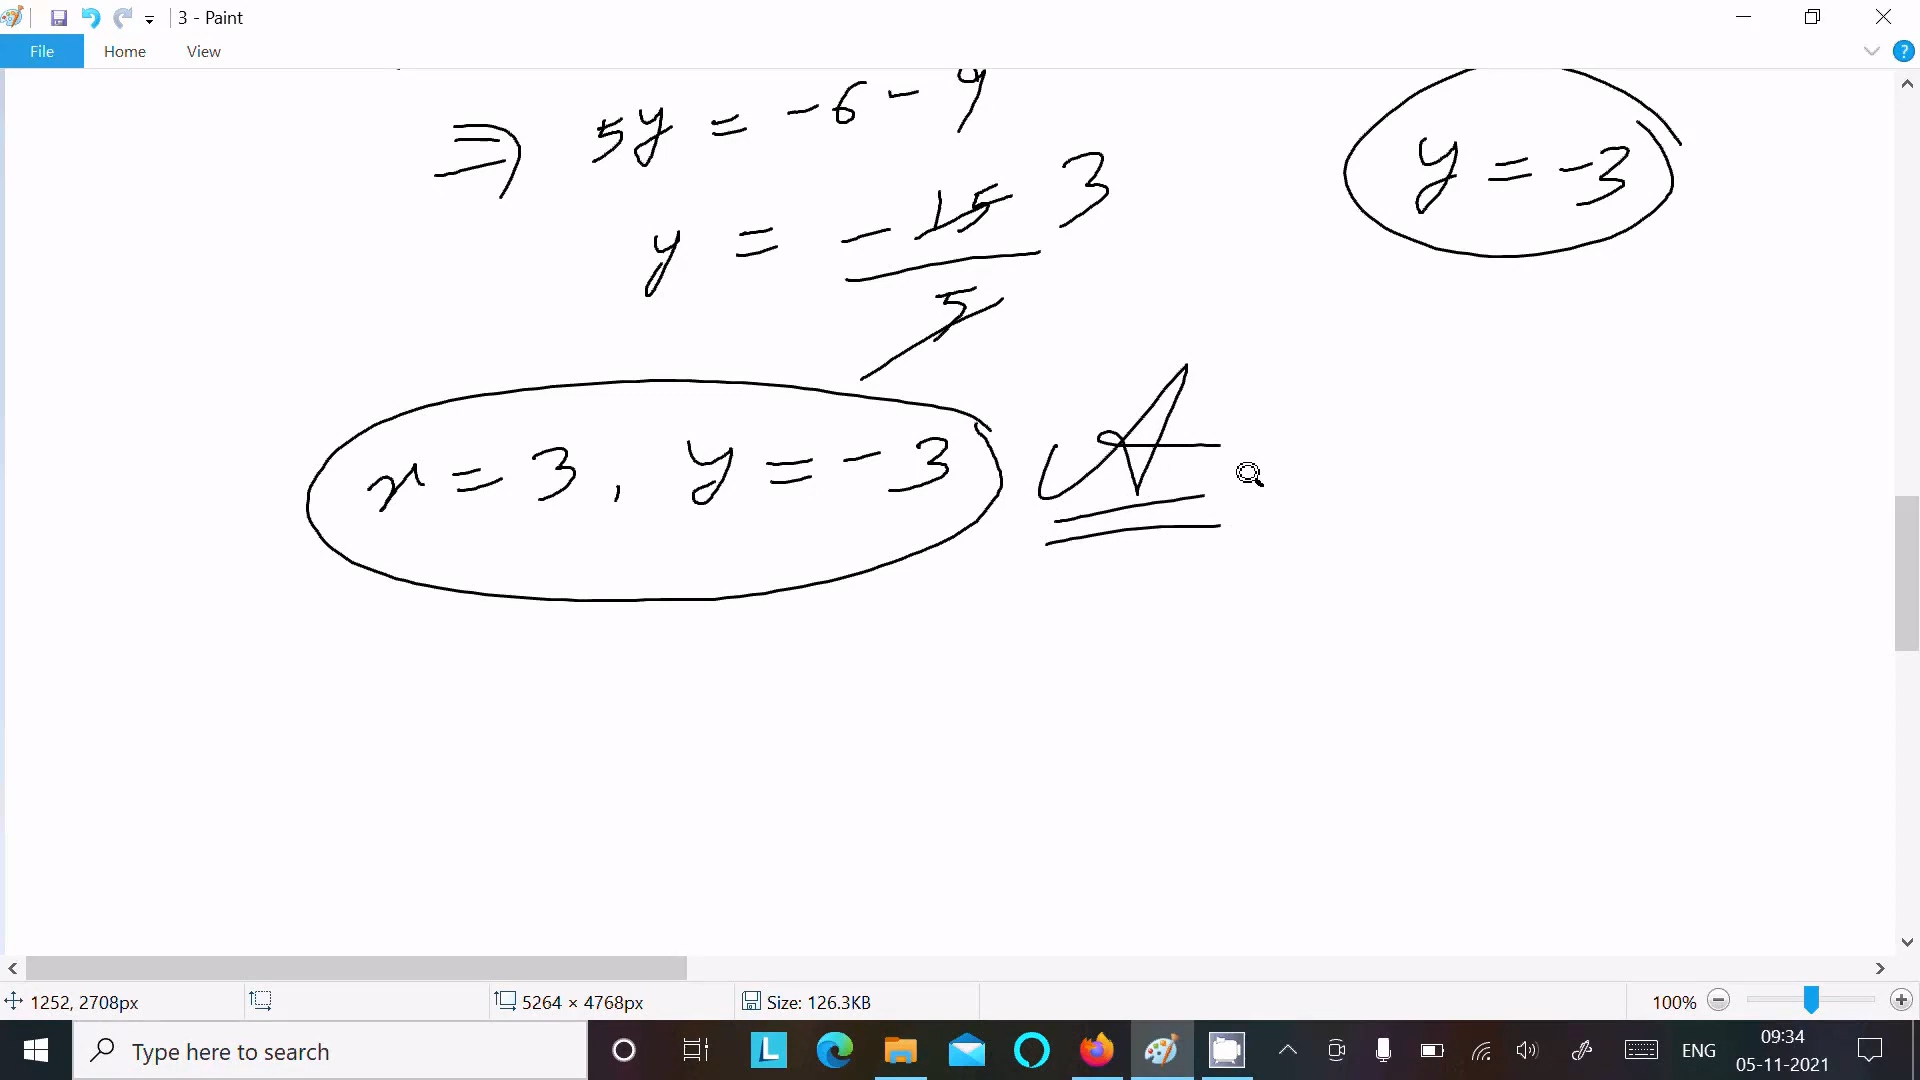 3 - Paint
File Home View
⇒ 5y = -6 - 9
y = -15/5 3
y = -3
x = 3, y = -3
1252, 2708px 5264 × 4768px Size: 126.3KB 100%
Type here to search
L
ENG
09:34
05-11-2021